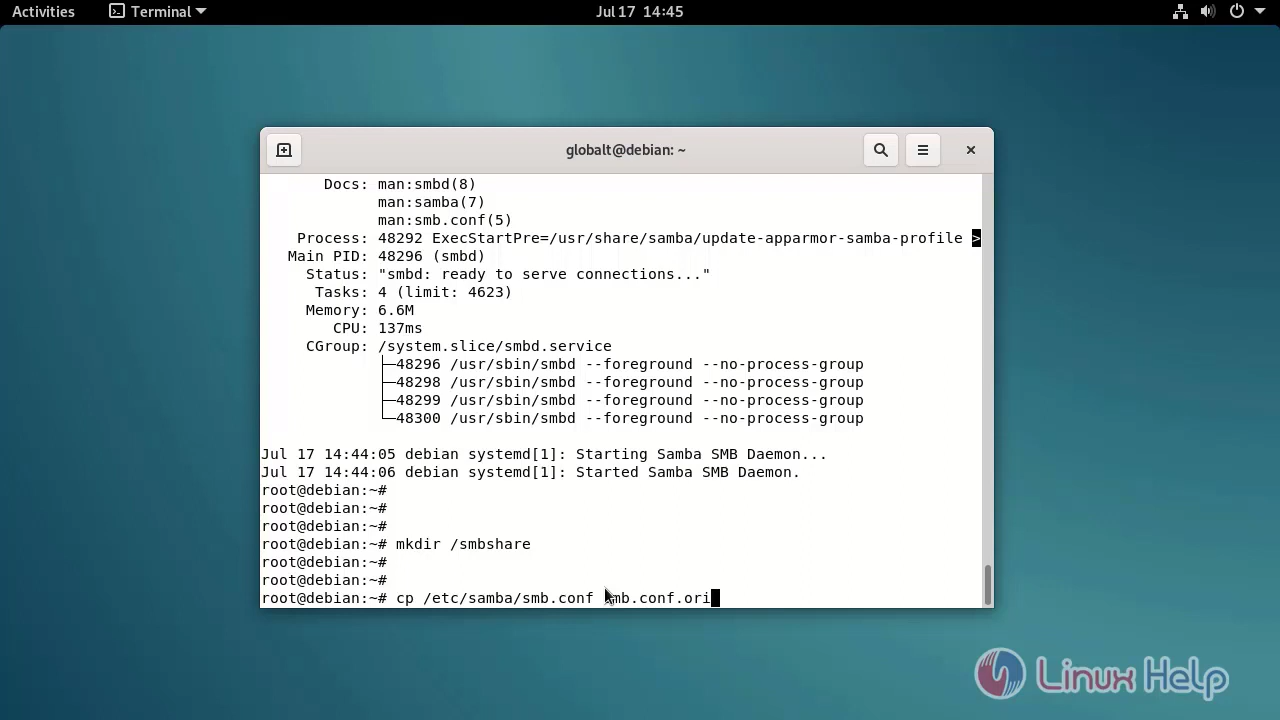 Activities Terminal Jul 17 14:45
globalt@debian: ~
Docs: man:smbd(8)
man:samba(7)
man:smb.conf(5)
Process: 48292 ExecStartPre=/usr/share/samba/update-apparmor-samba-profile >
Main PID: 48296 (smbd)
Status: "smbd: ready to serve connections..."
Tasks: 4 (limit: 4623)
Memory: 6.6M
CPU: 137ms
CGroup: /system.slice/smbd.service
├─48296 /usr/sbin/smbd --foreground --no-process-group
├─48298 /usr/sbin/smbd --foreground --no-process-group
├─48299 /usr/sbin/smbd --foreground --no-process-group
└─48300 /usr/sbin/smbd --foreground --no-process-group
Jul 17 14:44:05 debian systemd[1]: Starting Samba SMB Daemon...
Jul 17 14:44:06 debian systemd[1]: Started Samba SMB Daemon.
root@debian:~#
root@debian:~#
root@debian:~#
root@debian:~# mkdir /smbshare
root@debian:~#
root@debian:~#
root@debian:~# cp /etc/samba/smb.conf smb.conf.ori
Linux Help